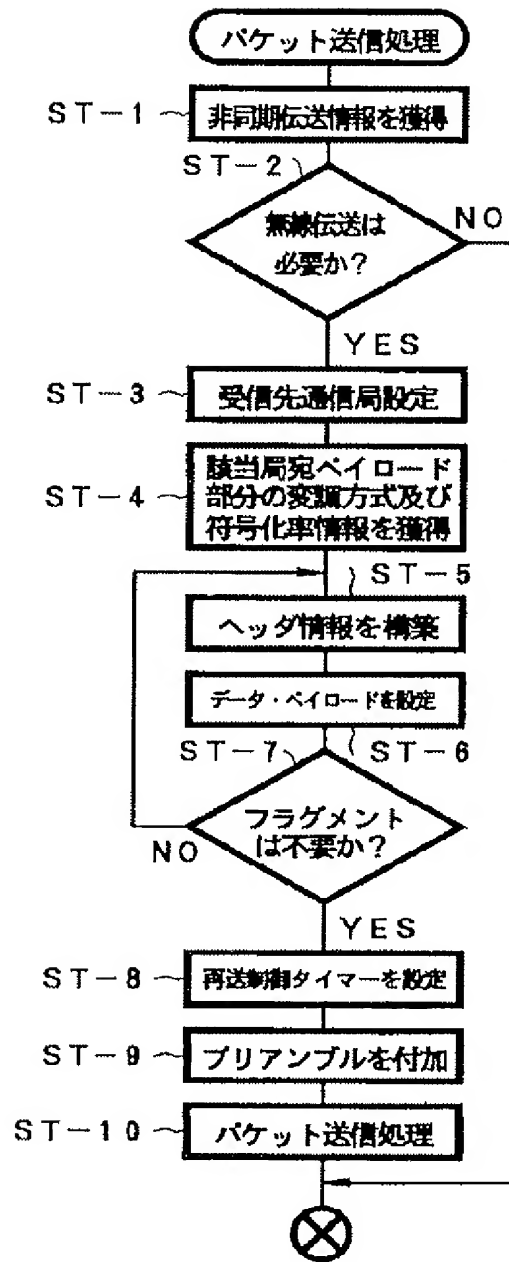 パケット送信処理
ST-1
非同期伝送情報を獲得
ST-2
無線伝送は
必要か?
NO
YES
ST-3
受信先通信局設定
ST-4
該当局宛ペイロード
部分の変調方式及び
符号化率情報を獲得
ST-5
ヘッダ情報を構築
データ・ペイロードを設定
ST-6
ST-7
フラグメント
は不要か?
NO
YES
ST-8
再送制御タイマーを設定
ST-9
プリアンブルを付加
ST-10
パケット送信処理